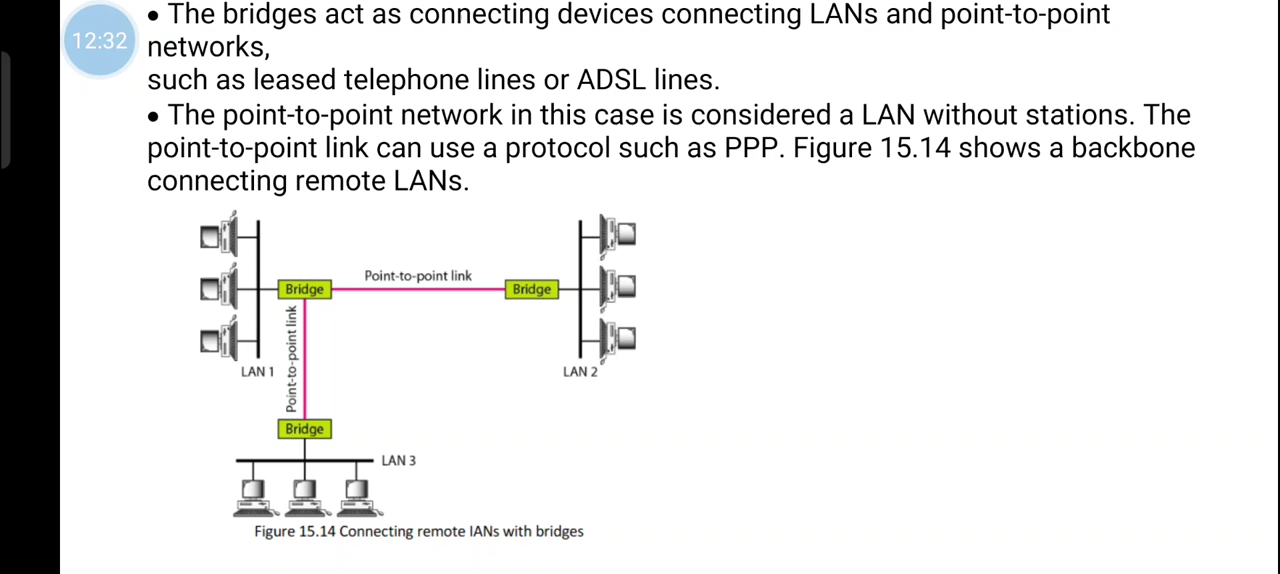 12:32
• The bridges act as connecting devices connecting LANs and point-to-point
networks,
such as leased telephone lines or ADSL lines.
• The point-to-point network in this case is considered a LAN without stations. The
point-to-point link can use a protocol such as PPP. Figure 15.14 shows a backbone
connecting remote LANs.
Point-to-point link
Bridge
Bridge
Point-to-point link
LAN 1
LAN 2
Bridge
LAN 3
Figure 15.14 Connecting remote lANs with bridges